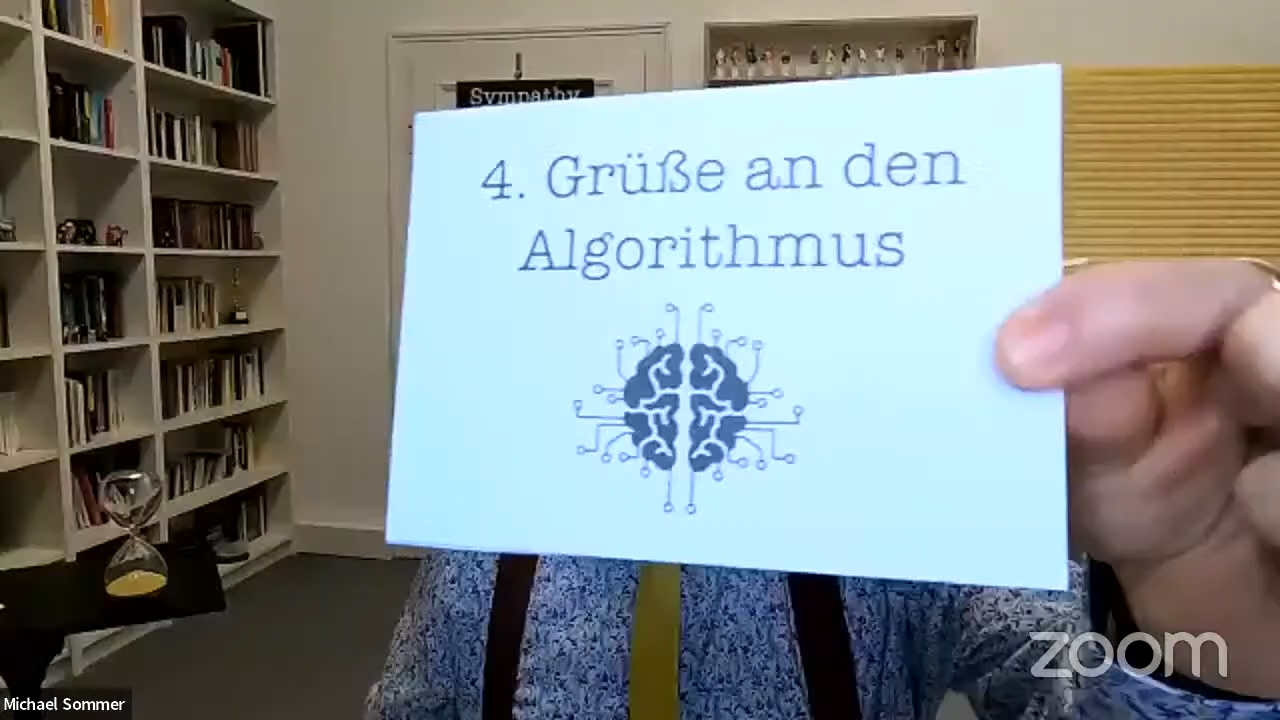 Sympathy
4. Grüße an den
Algorithmus
zoom
Michael Sommer